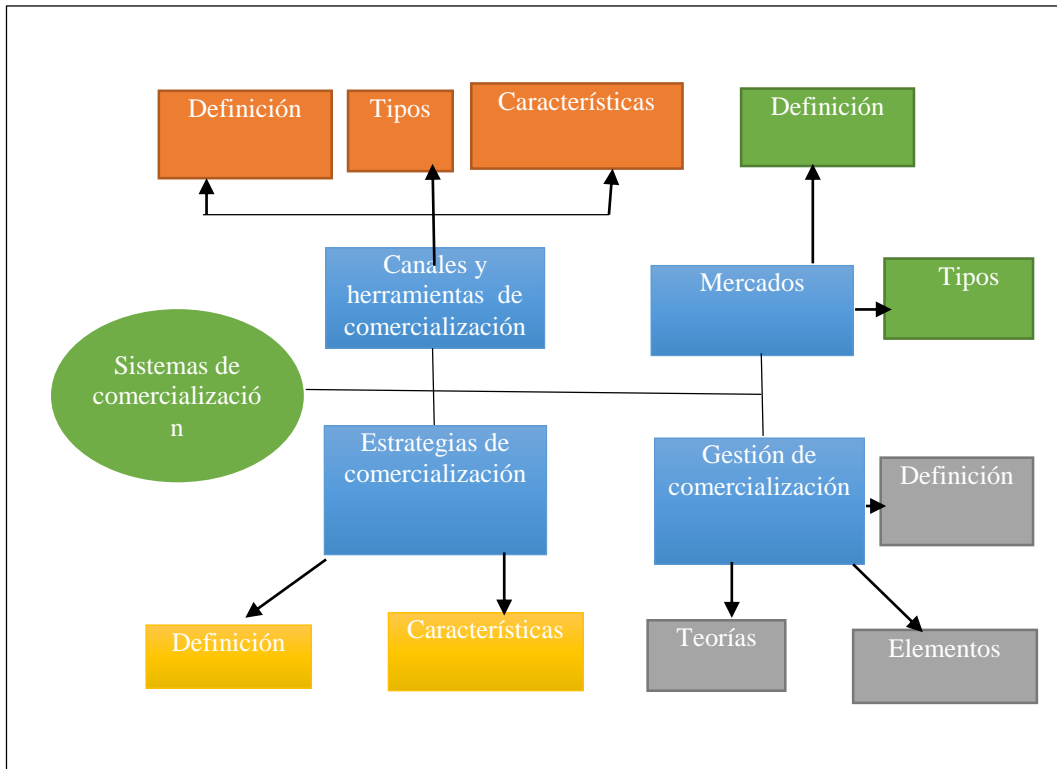 Definición
Tipos
Características
Definición
Canales y
herramientas de
comercialización
Mercados
Tipos
Sistemas de
comercializació
n
Estrategias de
comercialización
Gestión de
comercialización
Definición
Definición
Características
Teorías
Elementos